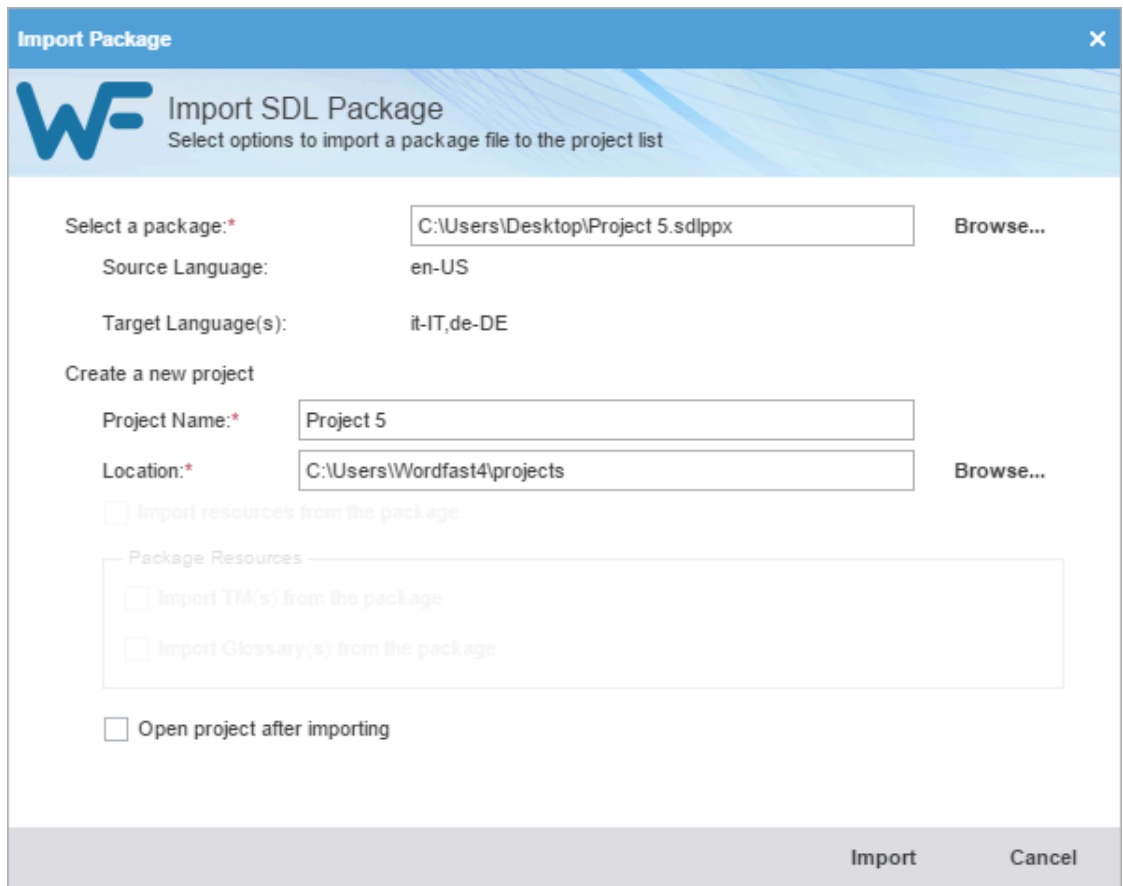 Import Package
WF
Import SDL Package
Select options to import a package file to the project list
Select a package:* C:\Users\Desktop\Project 5.sdlppx Browse...
Source Language: en-US
Target Language(s): it-IT,de-DE
Create a new project
Project Name:* Project 5
Location:* C:\Users\Wordfast4\projects Browse...
Import resources from the package
Package Resources
Import TM(s) from the package
Import Glossary(s) from the package
Open project after importing
Import Cancel